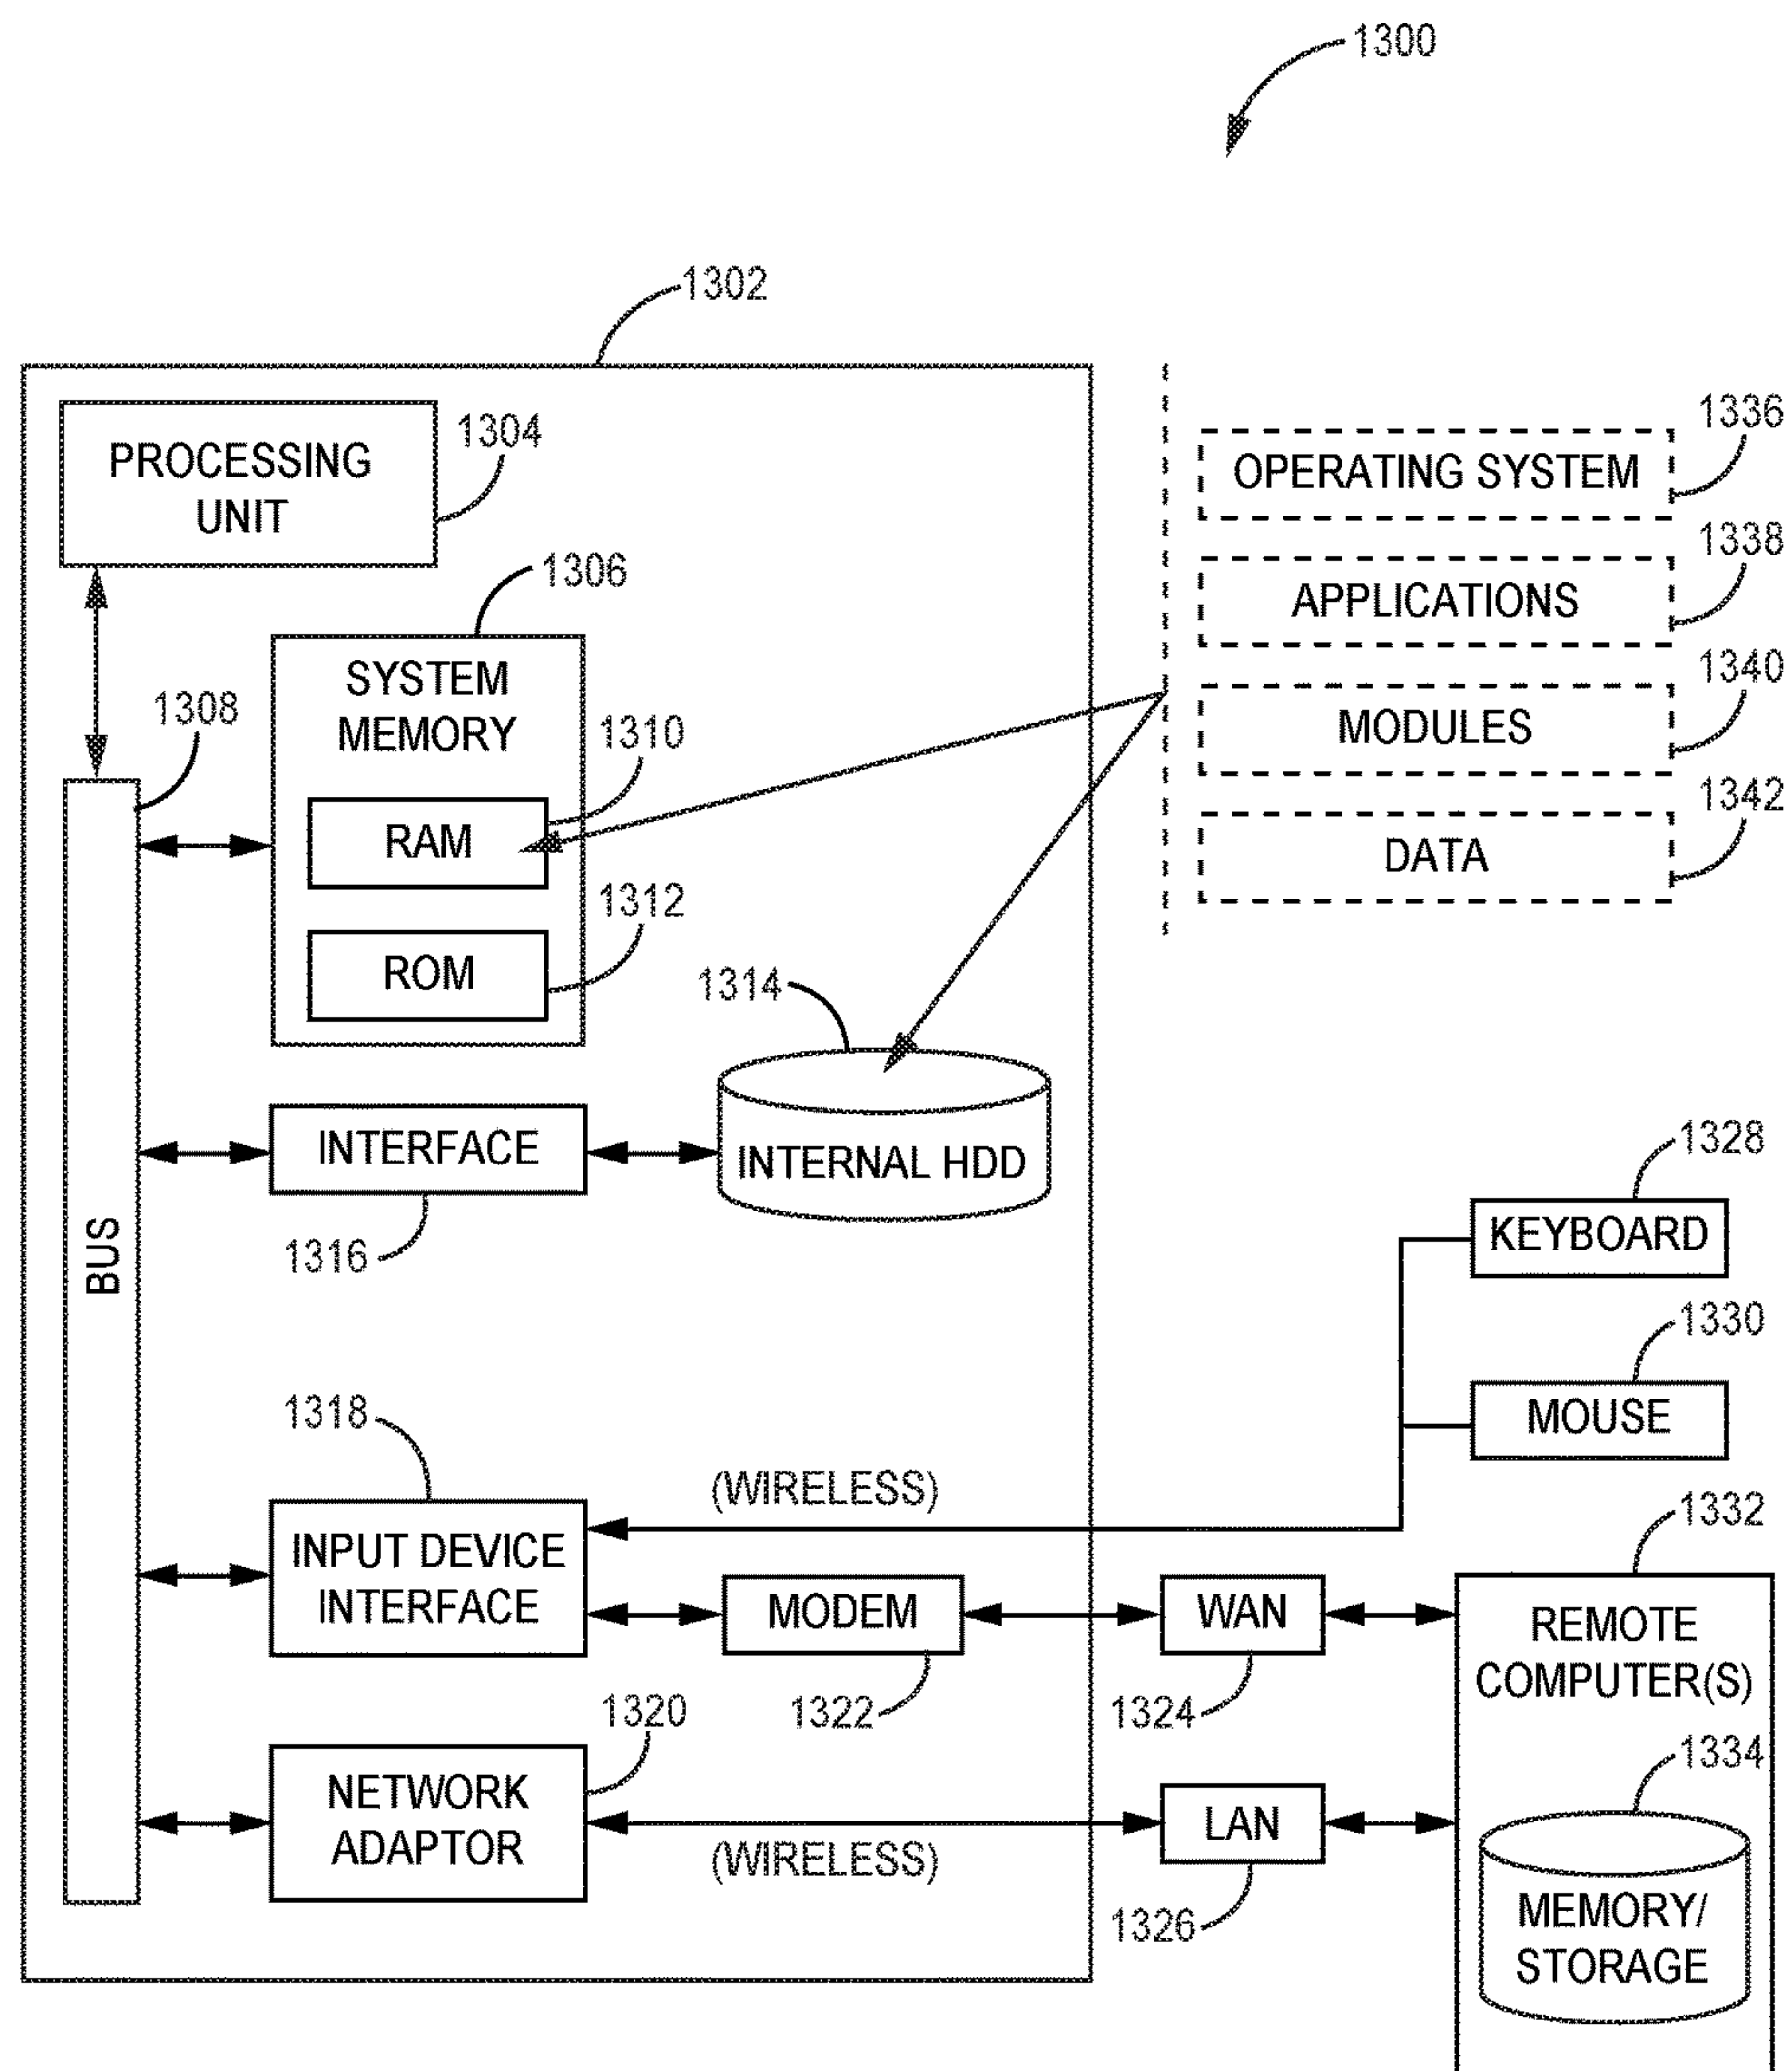 1300
1302
PROCESSING
UNIT
1304
1336
OPERATING SYSTEM
1338
APPLICATIONS
1306
SYSTEM
MEMORY
1340
MODULES
1308
1310
RAM
1342
DATA
1312
ROM
1314
INTERFACE
INTERNAL HDD
1316
BUS
1328
KEYBOARD
1330
MOUSE
1318
(WIRELESS)
INPUT DEVICE
INTERFACE
MODEM
1322
WAN
1324
1332
REMOTE
COMPUTER(S)
1320
NETWORK
ADAPTOR
(WIRELESS)
LAN
1326
1334
MEMORY/
STORAGE